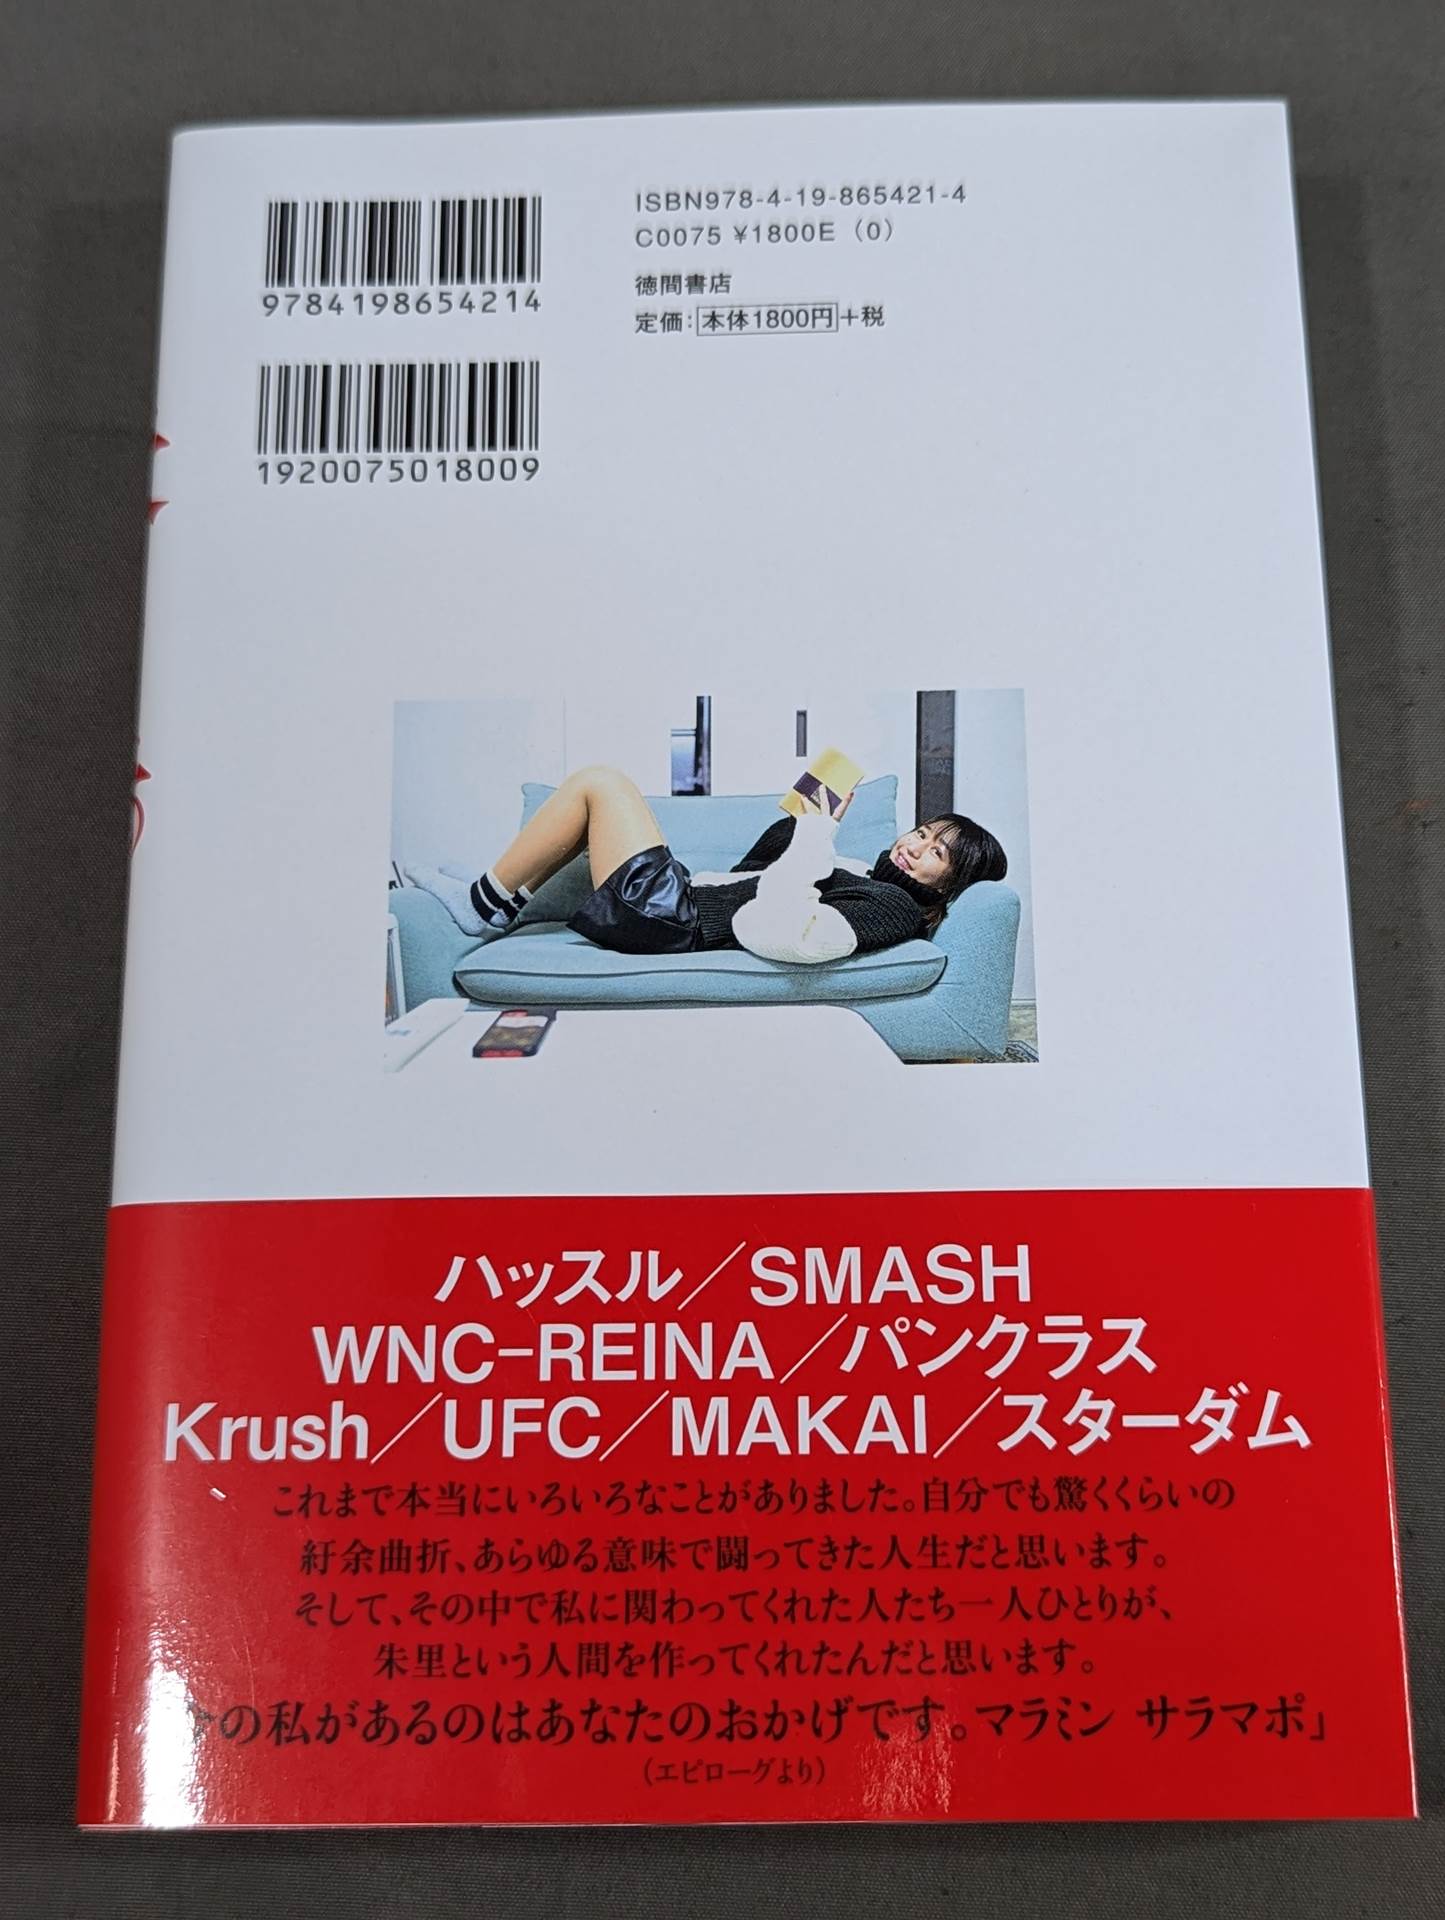 ISBN978-4-19-865421-4
C0075 ¥1800E (0)
徳間書店
定価:本体1800円+税
9784198654214
1920075018009
ハッスル/SMASH
WNC-REINA/パンクラス
Krush/UFC/MAKAI/スターダム
これまで本当にいろいろなことがありました。自分でも驚くくらいの
紆余曲折、あらゆる意味で闘ってきた人生だと思います。
そして、その中で私に関わってくれた人たち一人ひとりが、
朱里という人間を作ってくれたんだと思います。
の私があるのはあなたのおかげです。マラミン サラマポ」
(エピローグより)